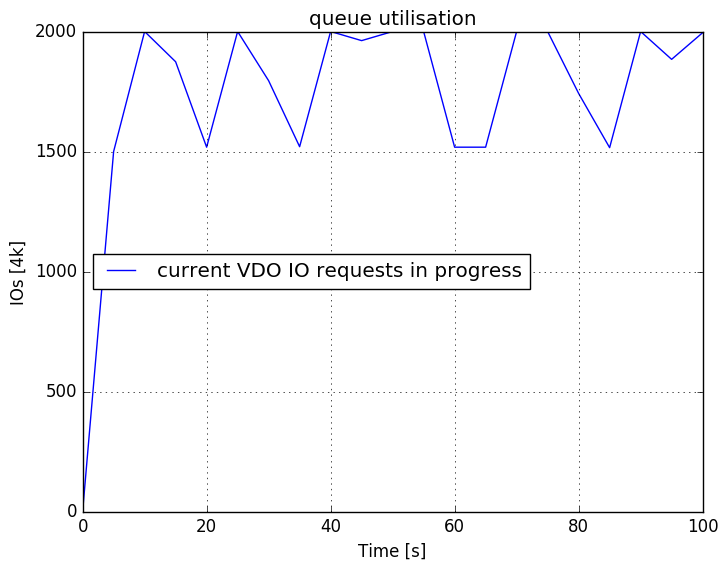 queue utilisation
2000
1500
1000
500
0
IOs [4k]
current VDO IO requests in progress
0 20 40 60 80 100
Time [s]